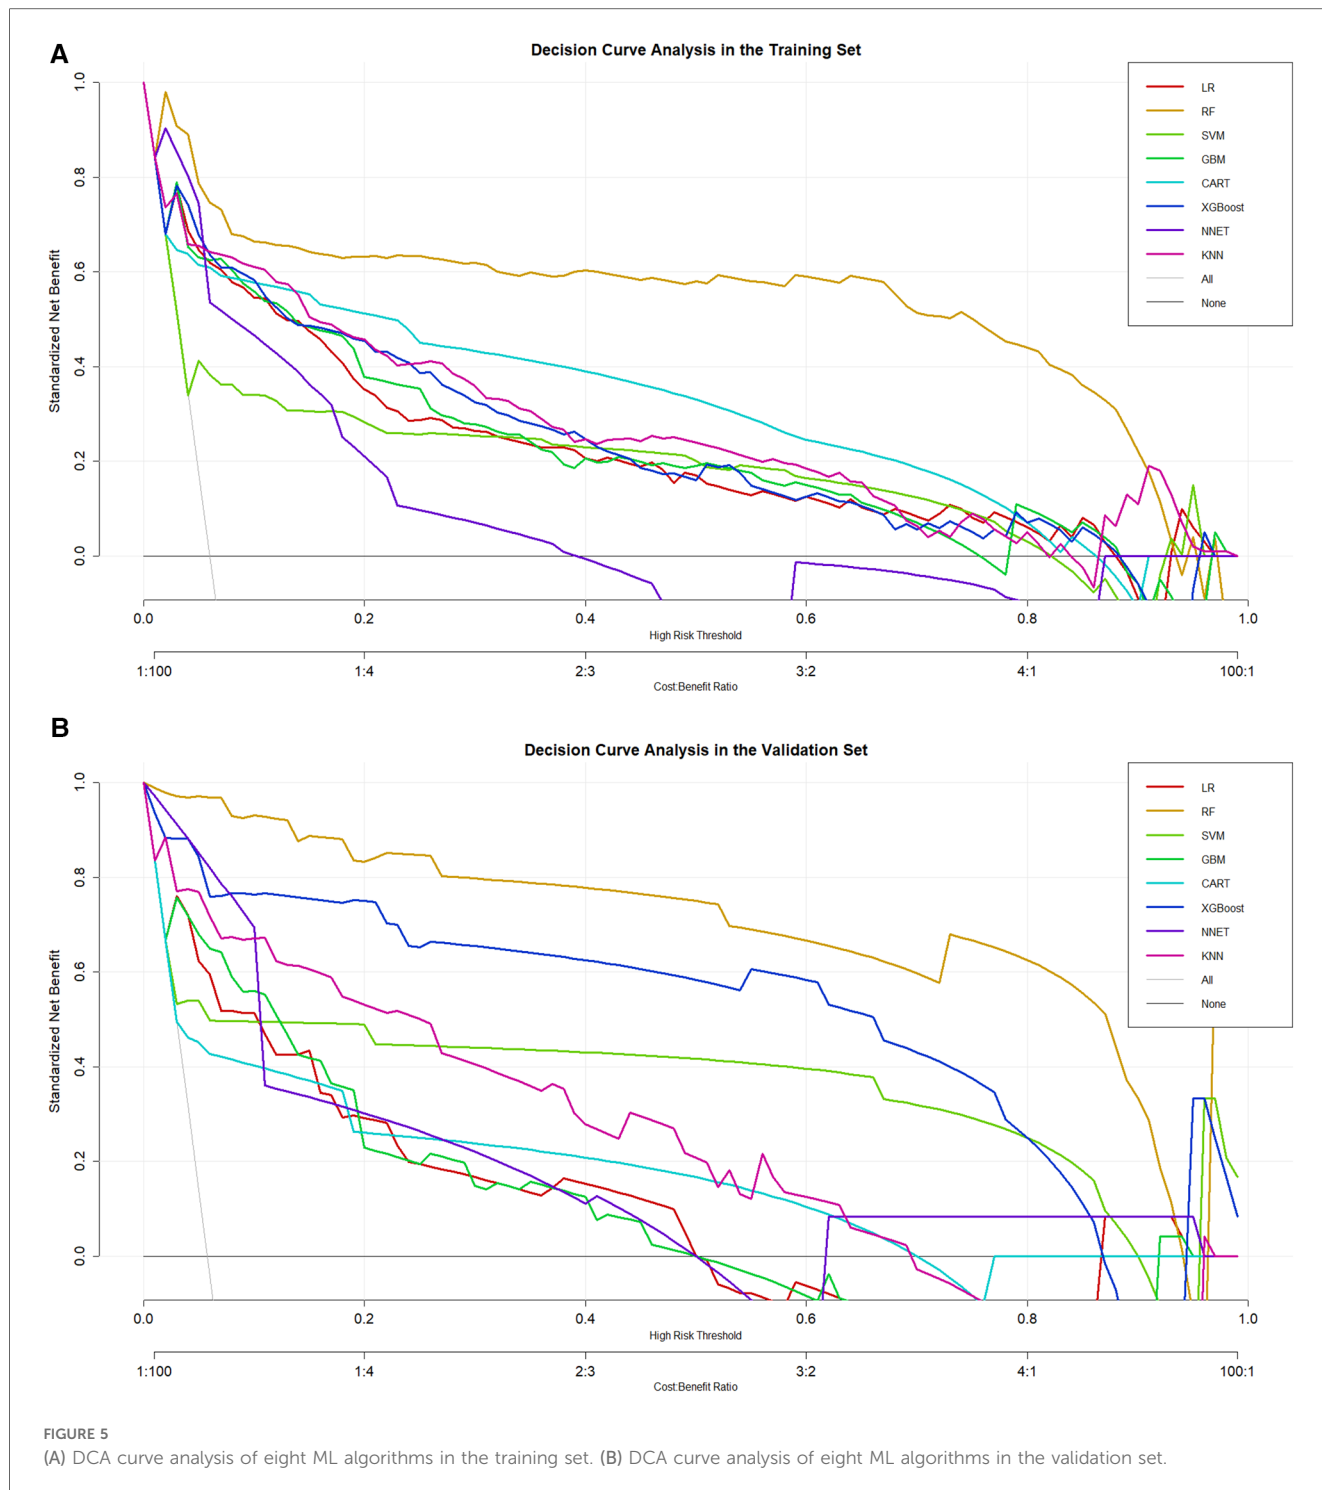 A
Decision Curve Analysis in the Training Set
Standardized Net Benefit
1.0
0.8
0.6
0.4
0.2
0.0
LR
RF
SVM
GBM
CART
XGBoost
NNET
KNN
All
None
0.0 0.2 0.4 0.6 0.8 1.0
High Risk Threshold
1:100 1:4 2:3 3:2 4:1 100:1
Cost:Benefit Ratio
B
Decision Curve Analysis in the Validation Set
Standardized Net Benefit
1.0
0.8
0.6
0.4
0.2
0.0
LR
RF
SVM
GBM
CART
XGBoost
NNET
KNN
All
None
0.0 0.2 0.4 0.6 0.8 1.0
High Risk Threshold
1:100 1:4 2:3 3:2 4:1 100:1
Cost:Benefit Ratio
FIGURE 5
(A) DCA curve analysis of eight ML algorithms in the training set. (B) DCA curve analysis of eight ML algorithms in the validation set.